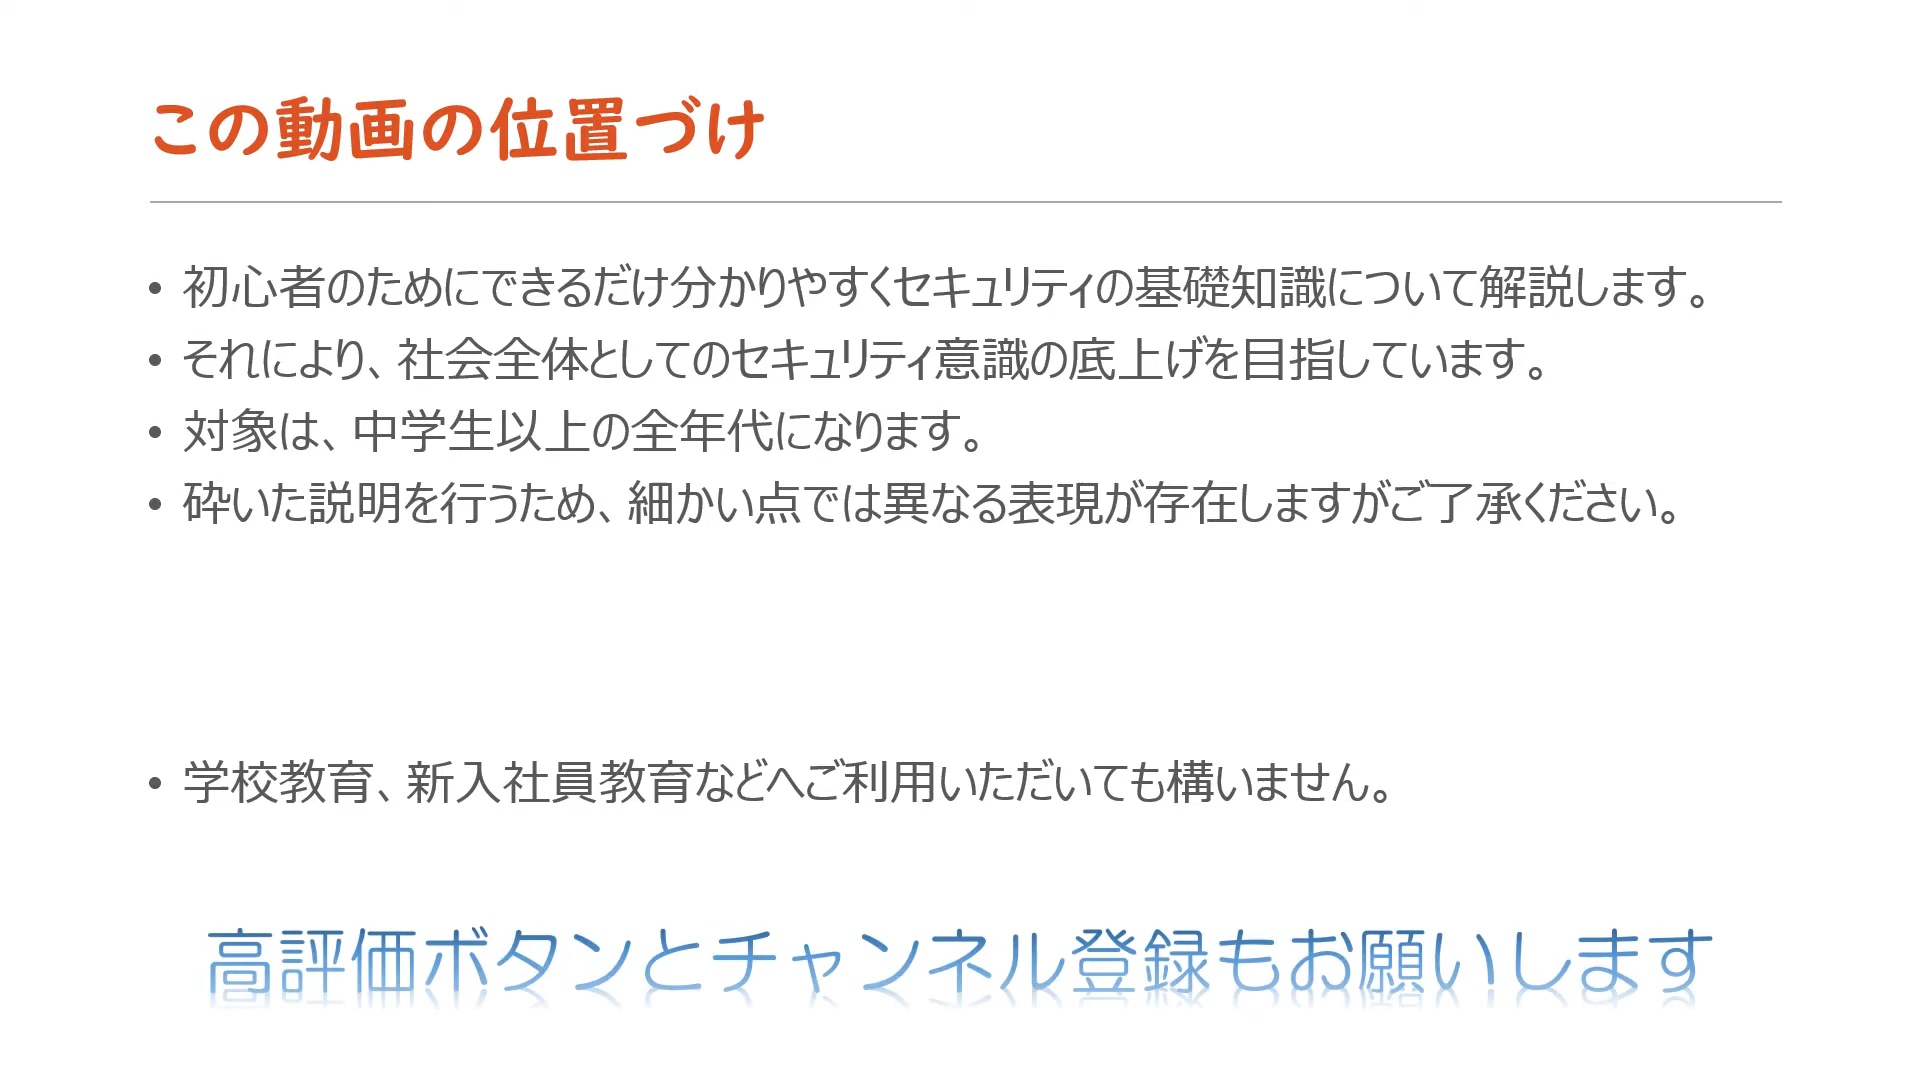 この動画の位置づけ
• 初心者のためにできるだけ分かりやすくセキュリティの基礎知識について解説します。
• それにより、社会全体としてのセキュリティ意識の底上げを目指しています。
• 対象は、中学生以上の全年代になります。
• 砕いた説明を行うため、細かい点では異なる表現が存在しますがご了承ください。
• 学校教育、新入社員教育などへご利用いただいても構いません。
高評価ボタンとチャンネル登録もお願いします